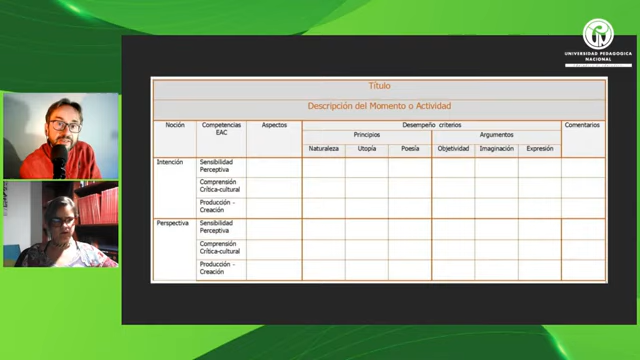 UNIVERSIDAD PEDAGOGICA
NACIONAL
Título
Descripción del Momento o Actividad
Noción
Competencias
EAC
Aspectos
Desempeño criterios
Comentarios
Principios
Argumentos
Naturaleza
Utopía
Poesía
Objetividad
Imaginación
Expresión
Intención
Sensibilidad
Perceptiva
Comprensión
Crítica-cultural
Producción -
Creación
Perspectiva
Sensibilidad
Perceptiva
Comprensión
Crítica-cultural
Producción -
Creación